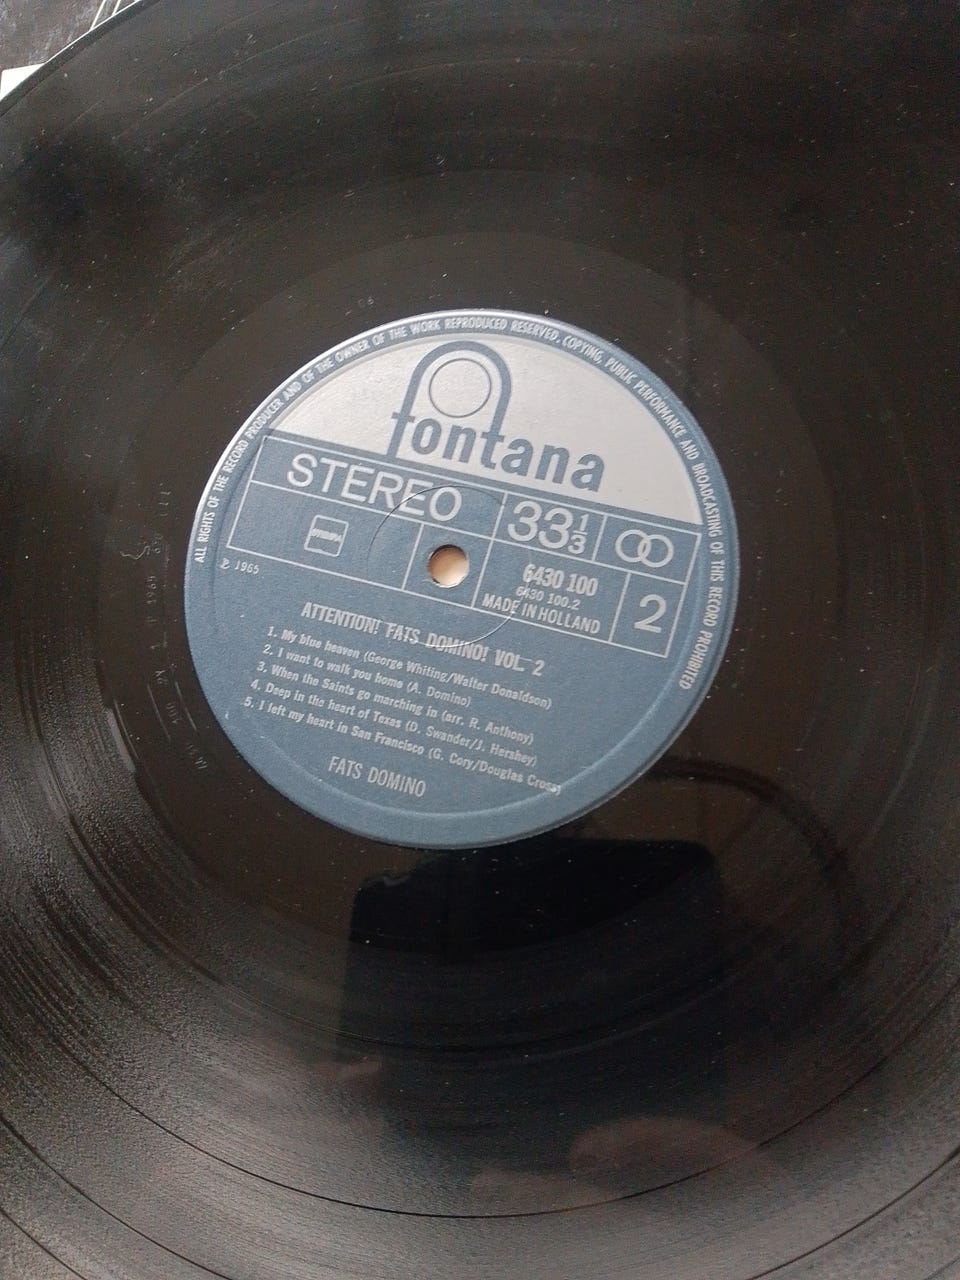 ALL RIGHTS OF THE RECORD PRODUCER AND OF THE OWNER OF THE WORK REPRODUCED RESERVED. COPYING, PUBLIC PERFORMANCE AND BROADCASTING OF THIS RECORD PROHIBITED
fontana
STEREO
33⅓
℗ 1965
6430 100
6430 100.2
MADE IN HOLLAND
2
ATTENTION! FATS DOMINO! VOL. 2
1. My blue heaven (George Whiting/Walter Donaldson)
2. I want to walk you home (A. Domino)
3. When the Saints go marching in (arr. R. Anthony)
4. Deep in the heart of Texas (D. Swander/J. Hershey)
5. I left my heart in San Francisco (G. Cory/Douglas Cross)
FATS DOMINO